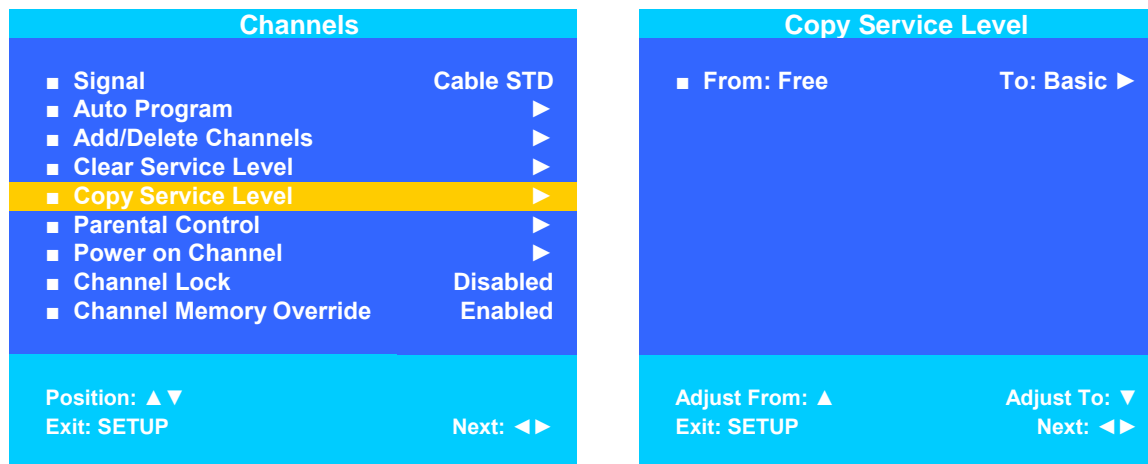 Channels
■ Signal Cable STD
■ Auto Program ►
■ Add/Delete Channels ►
■ Clear Service Level ►
■ Copy Service Level ►
■ Parental Control ►
■ Power on Channel ►
■ Channel Lock Disabled
■ Channel Memory Override Enabled
Position: ▲▼
Exit: SETUP Next: ◄►
Copy Service Level
■ From: Free To: Basic ►
Adjust From: ▲ Adjust To: ▼
Exit: SETUP Next: ◄►